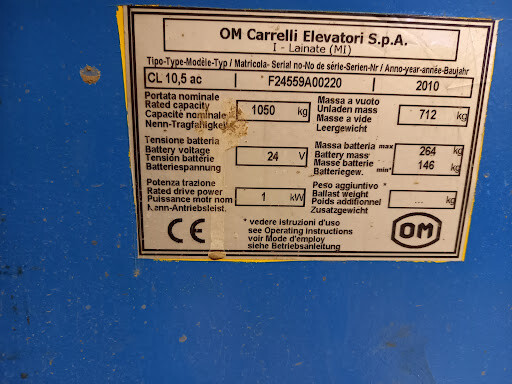 OM Carrelli Elevatori S.p.A.
I - Lainate (MI)
Tipo-Type-Modèle-Typ / Matricola- Serial no-No de série-Serien-Nr / Anno-year-année-Baujahr
CL 10,5 ac F24559A00220 2010
Portata nominale
Rated capacity
Capacité nominale
Nenn-Tragfähigkeit
1050 kg
Massa a vuoto
Unladen mass
Masse a vide
Leergewicht
712 kg
Tensione batteria
Battery voltage
Tension batterie
Batteriespannung
24 V
Massa batteria max 264 kg
Battery mass
Masse batterie
Batteriegew. min* 146 kg
Potenza trazione
Rated drive power
Puissance motr nom
Nenn-Antriebsleist.
1 kW
Peso aggiuntivo *
Ballast weight
Poids additionnel
Zusatzgewicht
... kg
CE
* vedere istruzioni d'uso
see Operating instructions
voir Mode d'employ
siehe Betriebsanleitung
OM